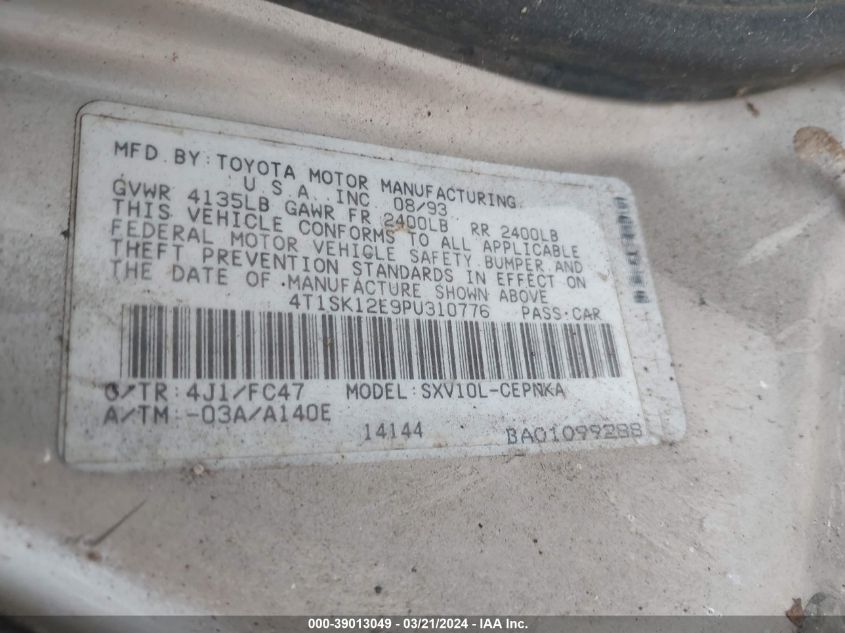 MFD. BY: TOYOTA MOTOR MANUFACTURING
U.S.A. INC. 08/93
GVWR 4135LB GAWR FR 2400LB RR 2400LB
THIS VEHICLE CONFORMS TO ALL APPLICABLE
FEDERAL MOTOR VEHICLE SAFETY BUMPER AND
THEFT PREVENTION STANDARDS IN EFFECT ON
THE DATE OF MANUFACTURE SHOWN ABOVE
4T1SK12E9PU310776 PASS·CAR
C/TR: 4J1/FC47 MODEL: SXV10L-CEPNKA
A/TM: -03A/A140E
14144 BA01099288
000-39013049 - 03/21/2024 - IAA Inc.